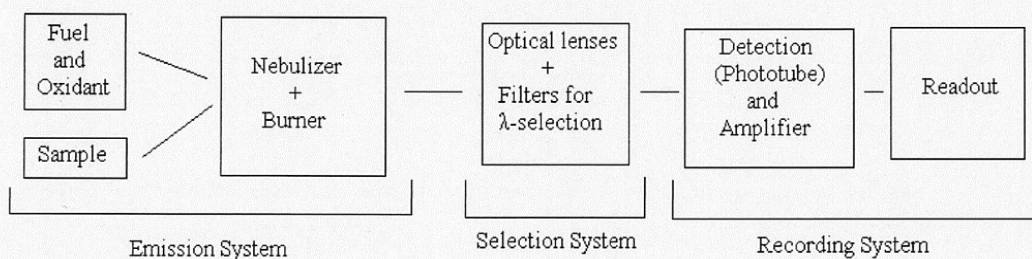 Fuel
and
Oxidant
Sample
Nebulizer
+
Burner
Optical lenses
+
Filters for
λ-selection
Detection
(Phototube)
and
Amplifier
Readout
Emission System
Selection System
Recording System